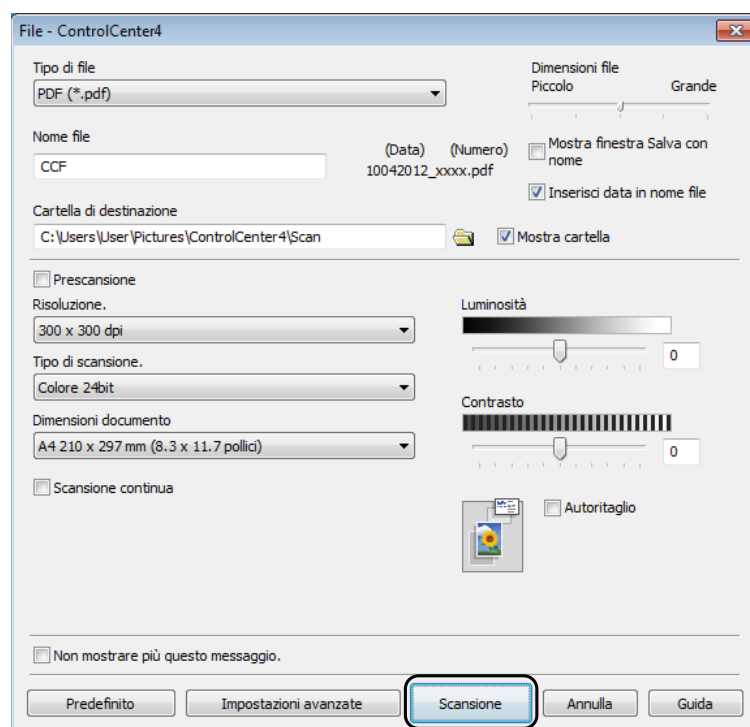 File - ControlCenter4
Tipo di file
PDF (*.pdf)
Dimensioni file
Piccolo Grande
Nome file
CCF
(Data) (Numero)
10042012_xxxx.pdf
Mostra finestra Salva con
nome
Inserisci data in nome file
Cartella di destinazione
C:\Users\User\Pictures\ControlCenter4\Scan
Mostra cartella
Prescansione
Risoluzione.
300 x 300 dpi
Tipo di scansione.
Colore 24bit
Dimensioni documento
A4 210 x 297 mm (8.3 x 11.7 pollici)
Scansione continua
Luminosità
0
Contrasto
0
Autoritaglio
Non mostrare più questo messaggio.
Predefinito Impostazioni avanzate Scansione Annulla Guida